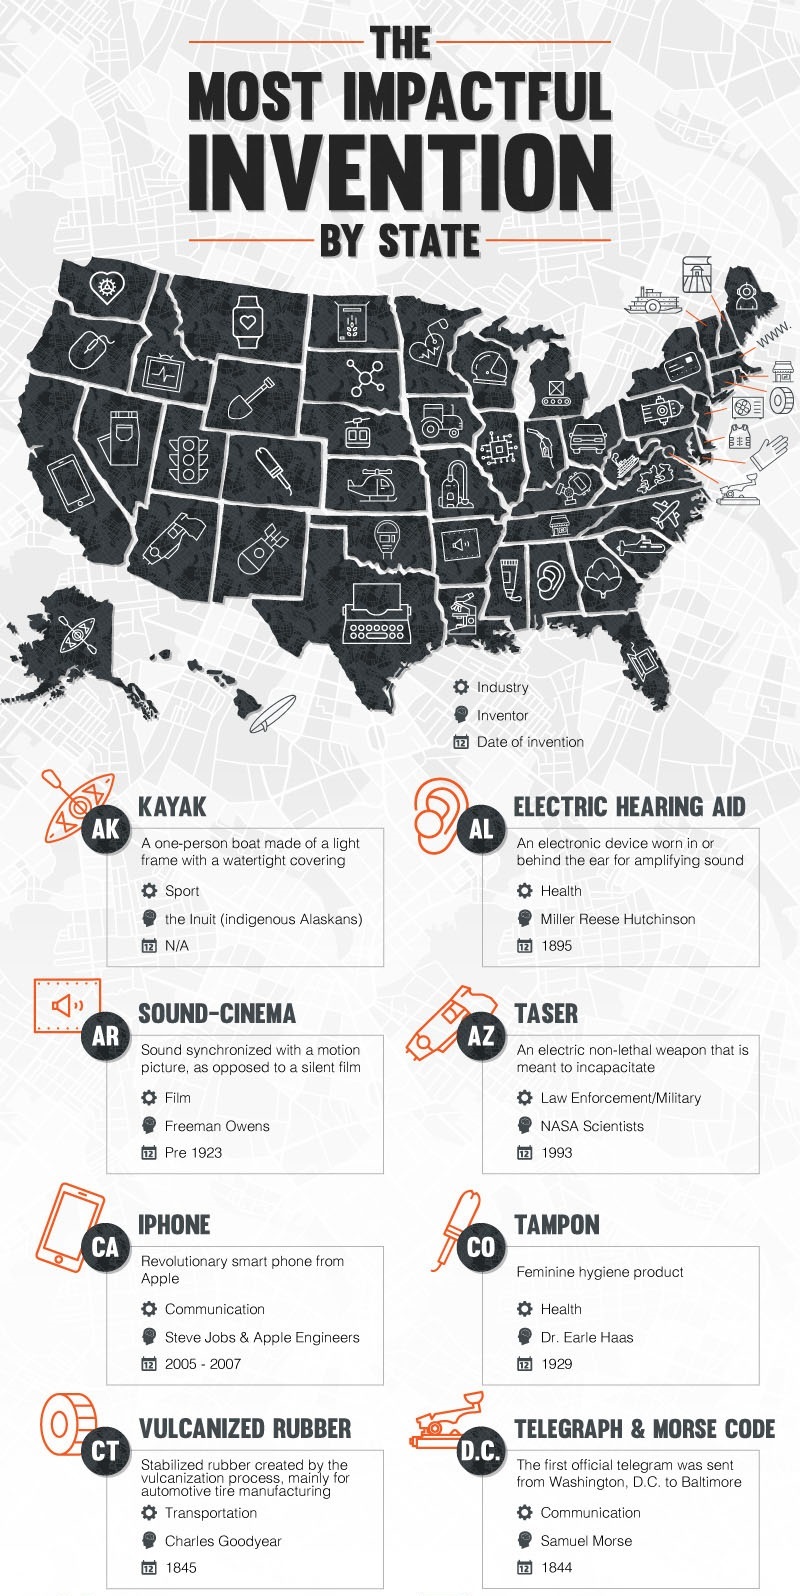 THE
MOST IMPACTFUL
INVENTION
BY STATE
www.
Industry
Inventor
12 Date of invention
KAYAK
AK
A one-person boat made of a light
frame with a watertight covering
Sport
the Inuit (indigenous Alaskans)
12 N/A
ELECTRIC HEARING AID
AL
An electronic device worn in or
behind the ear for amplifying sound
Health
Miller Reese Hutchinson
12 1895
SOUND-CINEMA
AR
Sound synchronized with a motion
picture, as opposed to a silent film
Film
Freeman Owens
12 Pre 1923
TASER
AZ
An electric non-lethal weapon that is
meant to incapacitate
Law Enforcement/Military
NASA Scientists
12 1993
IPHONE
CA
Revolutionary smart phone from
Apple
Communication
Steve Jobs & Apple Engineers
12 2005 - 2007
TAMPON
CO
Feminine hygiene product
Health
Dr. Earle Haas
12 1929
VULCANIZED RUBBER
CT
Stabilized rubber created by the
vulcanization process, mainly for
automotive tire manufacturing
Transportation
Charles Goodyear
12 1845
TELEGRAPH & MORSE CODE
D.C.
The first official telegram was sent
from Washington, D.C. to Baltimore
Communication
Samuel Morse
12 1844